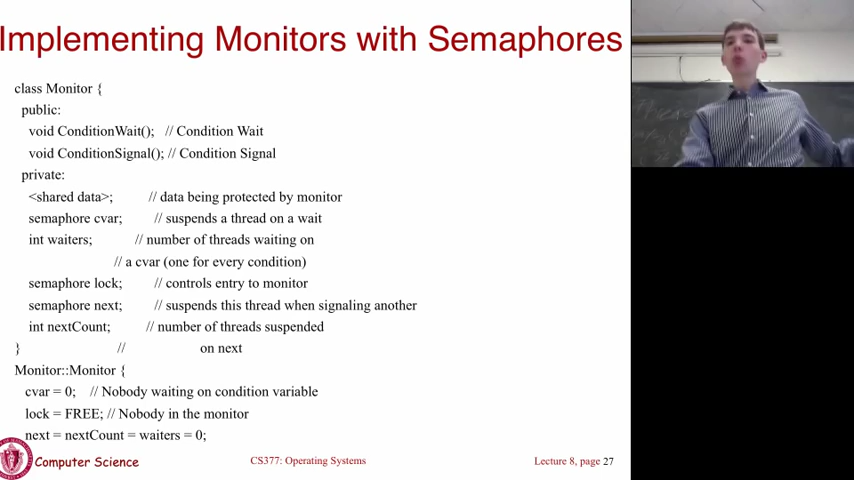 Implementing Monitors with Semaphores
class Monitor {
public:
void ConditionWait(); // Condition Wait
void ConditionSignal(); // Condition Signal
private:
<shared data>; // data being protected by monitor
semaphore cvar; // suspends a thread on a wait
int waiters; // number of threads waiting on
// a cvar (one for every condition)
semaphore lock; // controls entry to monitor
semaphore next; // suspends this thread when signaling another
int nextCount; // number of threads suspended
} // on next
Monitor::Monitor {
cvar = 0; // Nobody waiting on condition variable
lock = FREE; // Nobody in the monitor
next = nextCount = waiters = 0;
Computer Science CS377: Operating Systems Lecture 8, page 27